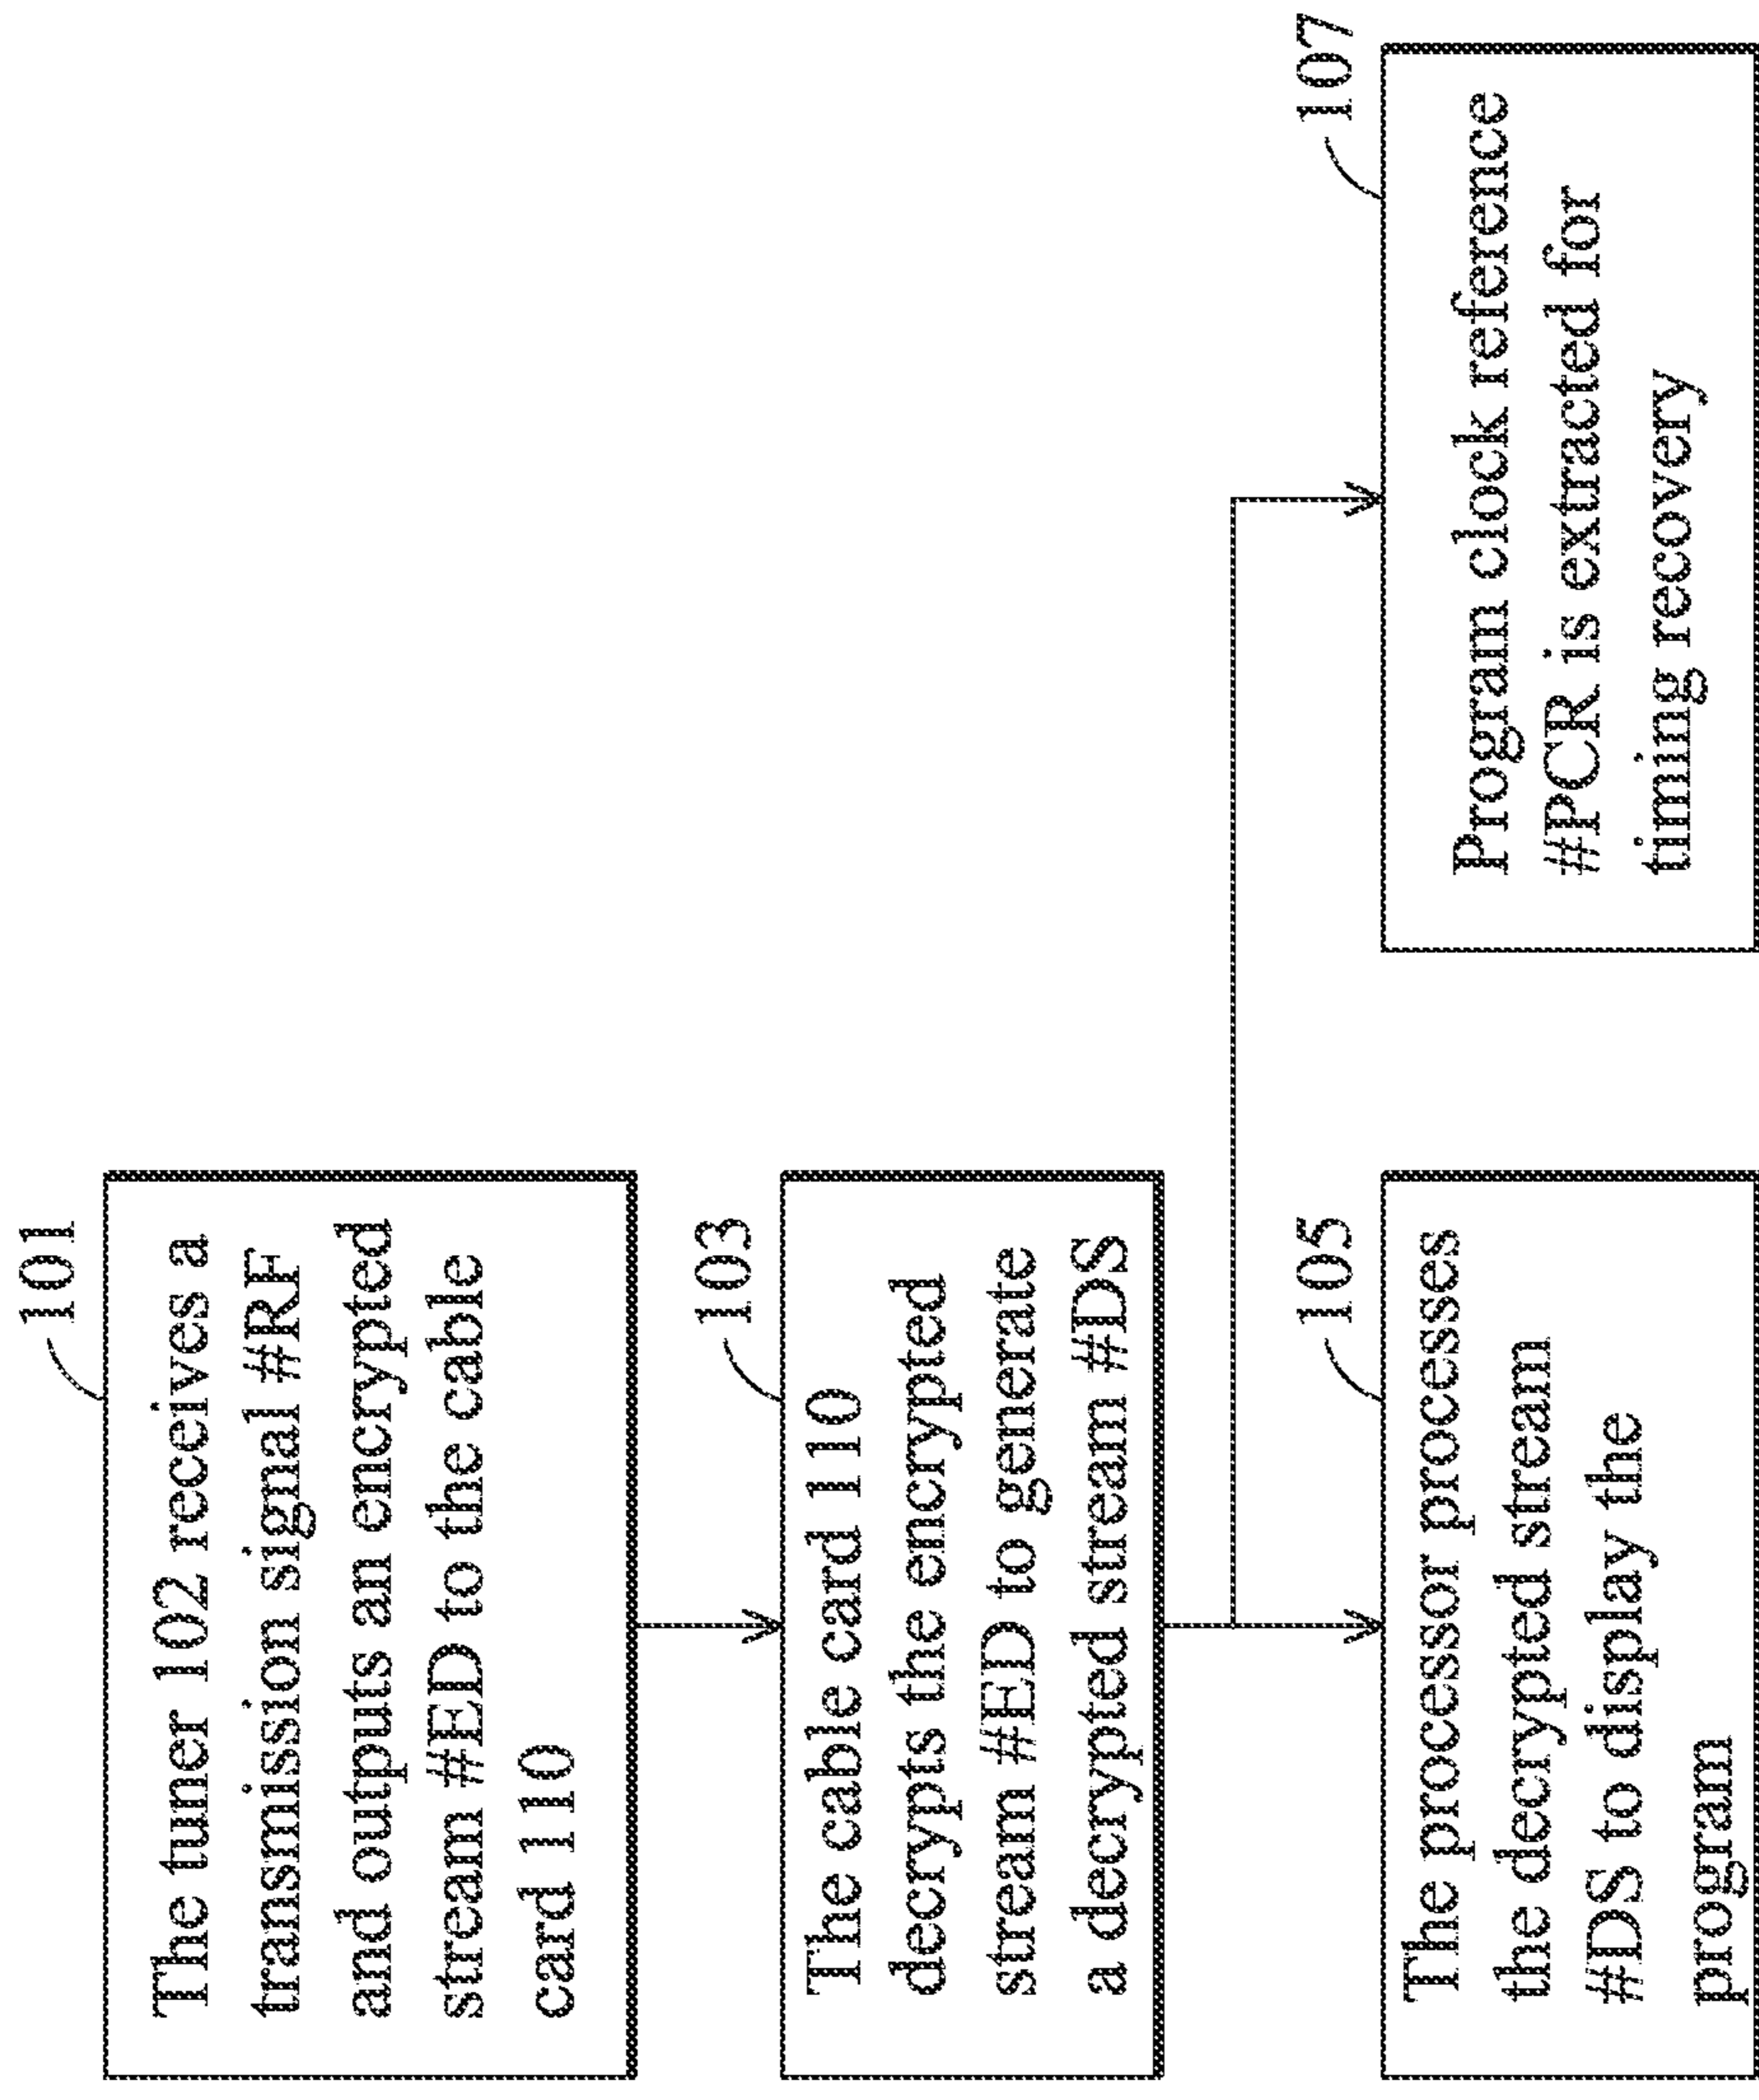 101
The tuner 102 receives a
transmission signal #RF
and outputs an encrypted
stream #ED to the cable
card 110
103
The cable card 110
decrypts the encrypted
stream #ED to generate
a decrypted stream #DS
105
The processor processes
the decrypted stream
#DS to display the
program
107
Program clock reference
#PCR is extracted for
timing recovery